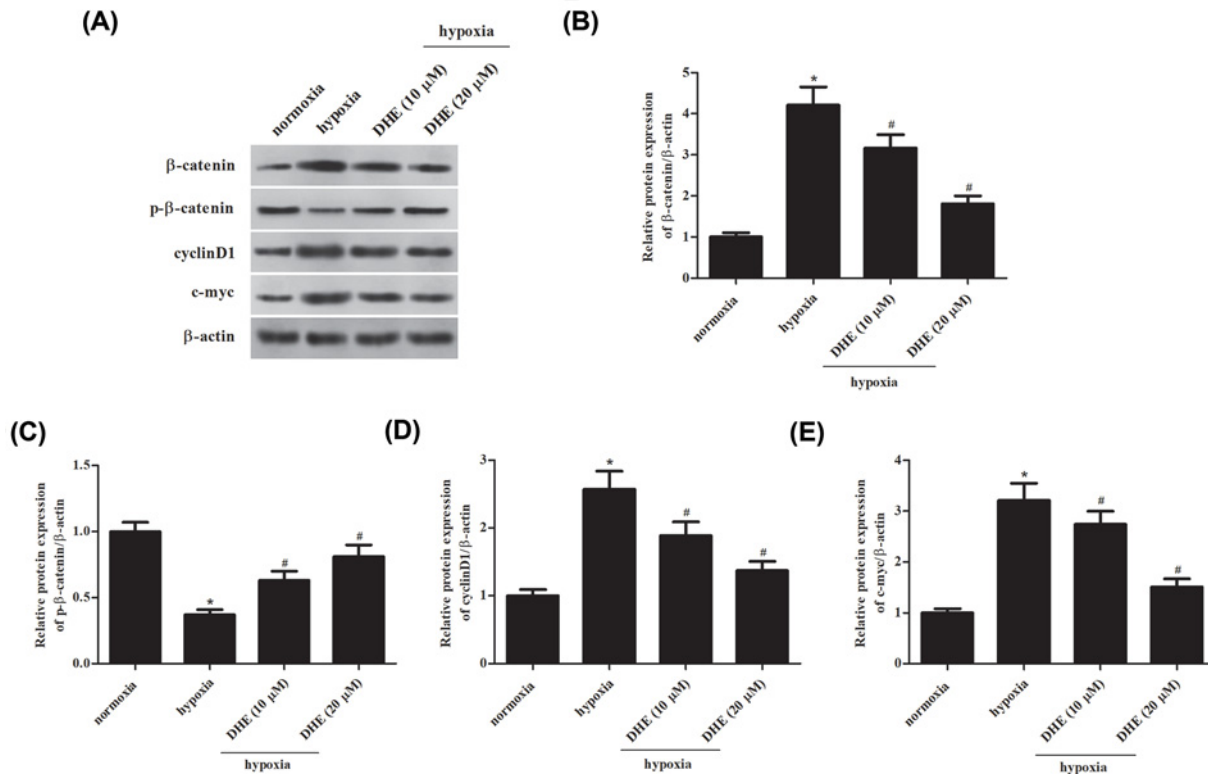 (A)
hypoxia
normoxia
hypoxia
DHE (10 μM)
DHE (20 μM)
β-catenin
p-β-catenin
cyclinD1
c-myc
β-actin
(B)
Relative protein expression
of β-catenin/β-actin
5
4
3
2
1
0
*
#
#
normoxia
hypoxia
DHE (10 μM)
DHE (20 μM)
hypoxia
(C)
Relative protein expression
of p-β-catenin/β-actin
1.5
1.0
0.5
0.0
*
#
#
normoxia
hypoxia
DHE (10 μM)
DHE (20 μM)
hypoxia
(D)
Relative protein expression
of cyclinD1/β-actin
3
2
1
0
*
#
#
normoxia
hypoxia
DHE (10 μM)
DHE (20 μM)
hypoxia
(E)
Relative protein expression
of c-myc/β-actin
4
3
2
1
0
*
#
#
normoxia
hypoxia
DHE (10 μM)
DHE (20 μM)
hypoxia